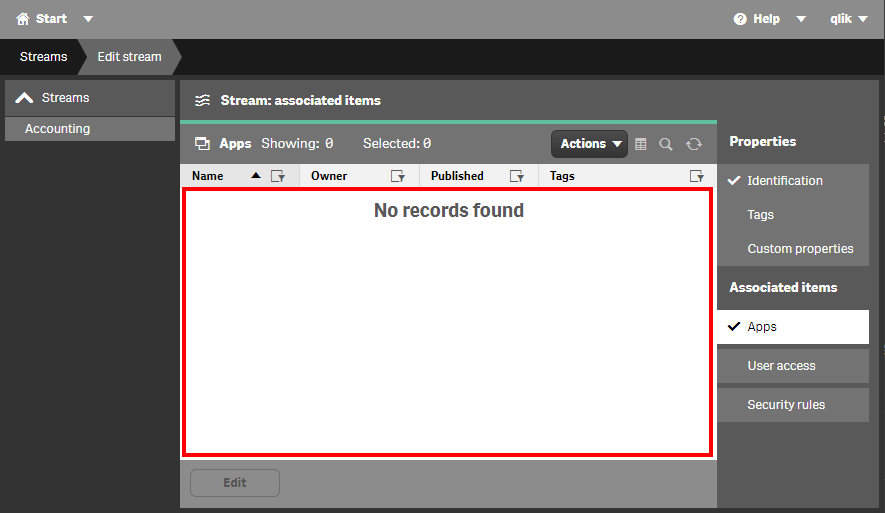 Start
Help
qlik
Streams
Edit stream
Streams
Accounting
Stream: associated items
Apps Showing: 0 Selected: 0
Actions
Name
Owner
Published
Tags
No records found
Edit
Properties
Identification
Tags
Custom properties
Associated items
Apps
User access
Security rules